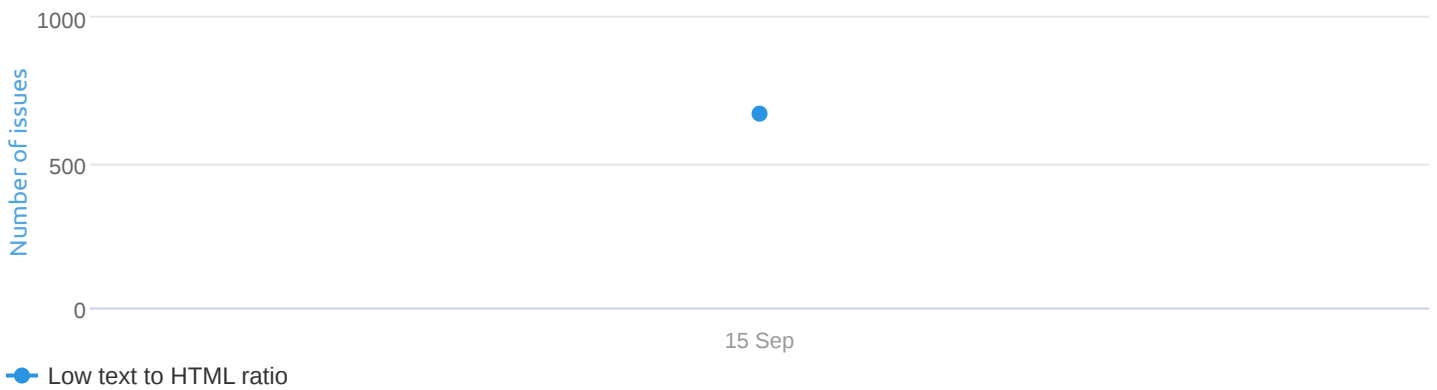 1000
Number of issues
500
0
15 Sep
Low text to HTML ratio